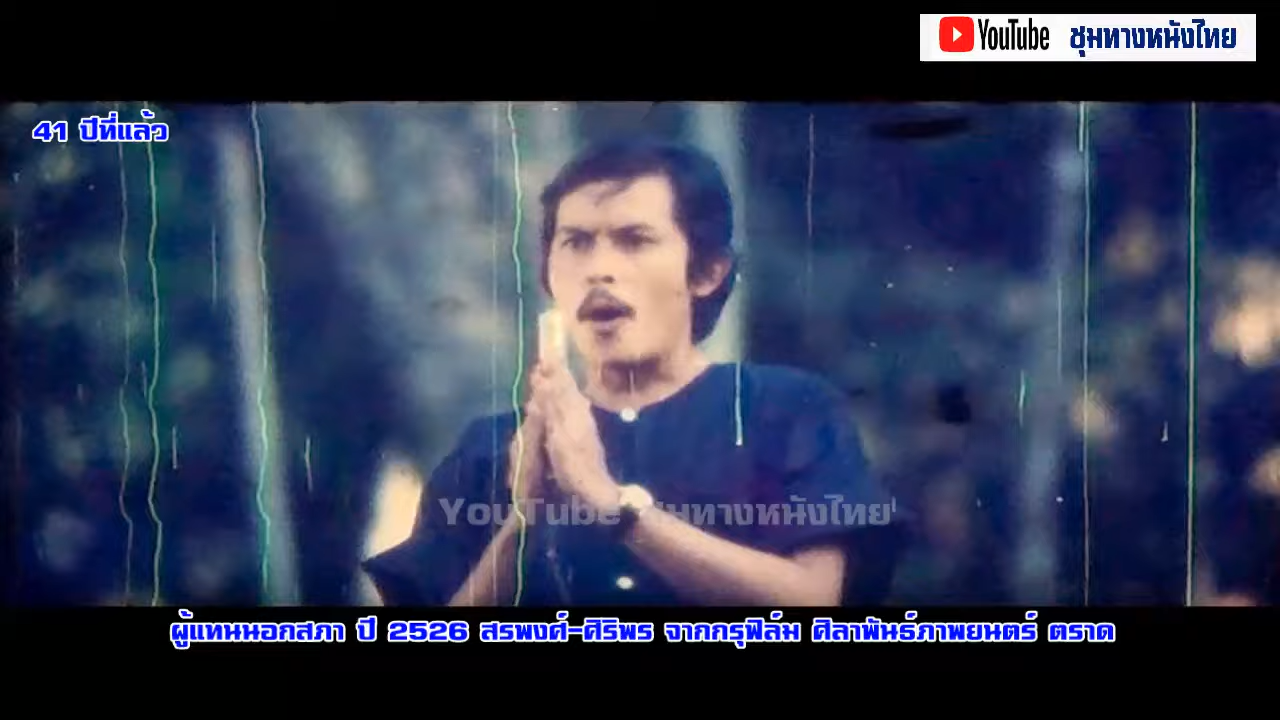 YouTube ชุมทางหนังไทย
41 ปีที่แล้ว
YouTube ชุมทางหนังไทย
ผู้แทนนอกสภา ปี 2526 สรพงศ์-ศิริพร จากกรุฟิล์ม ศิลาพันธ์ภาพยนตร์ ตราด